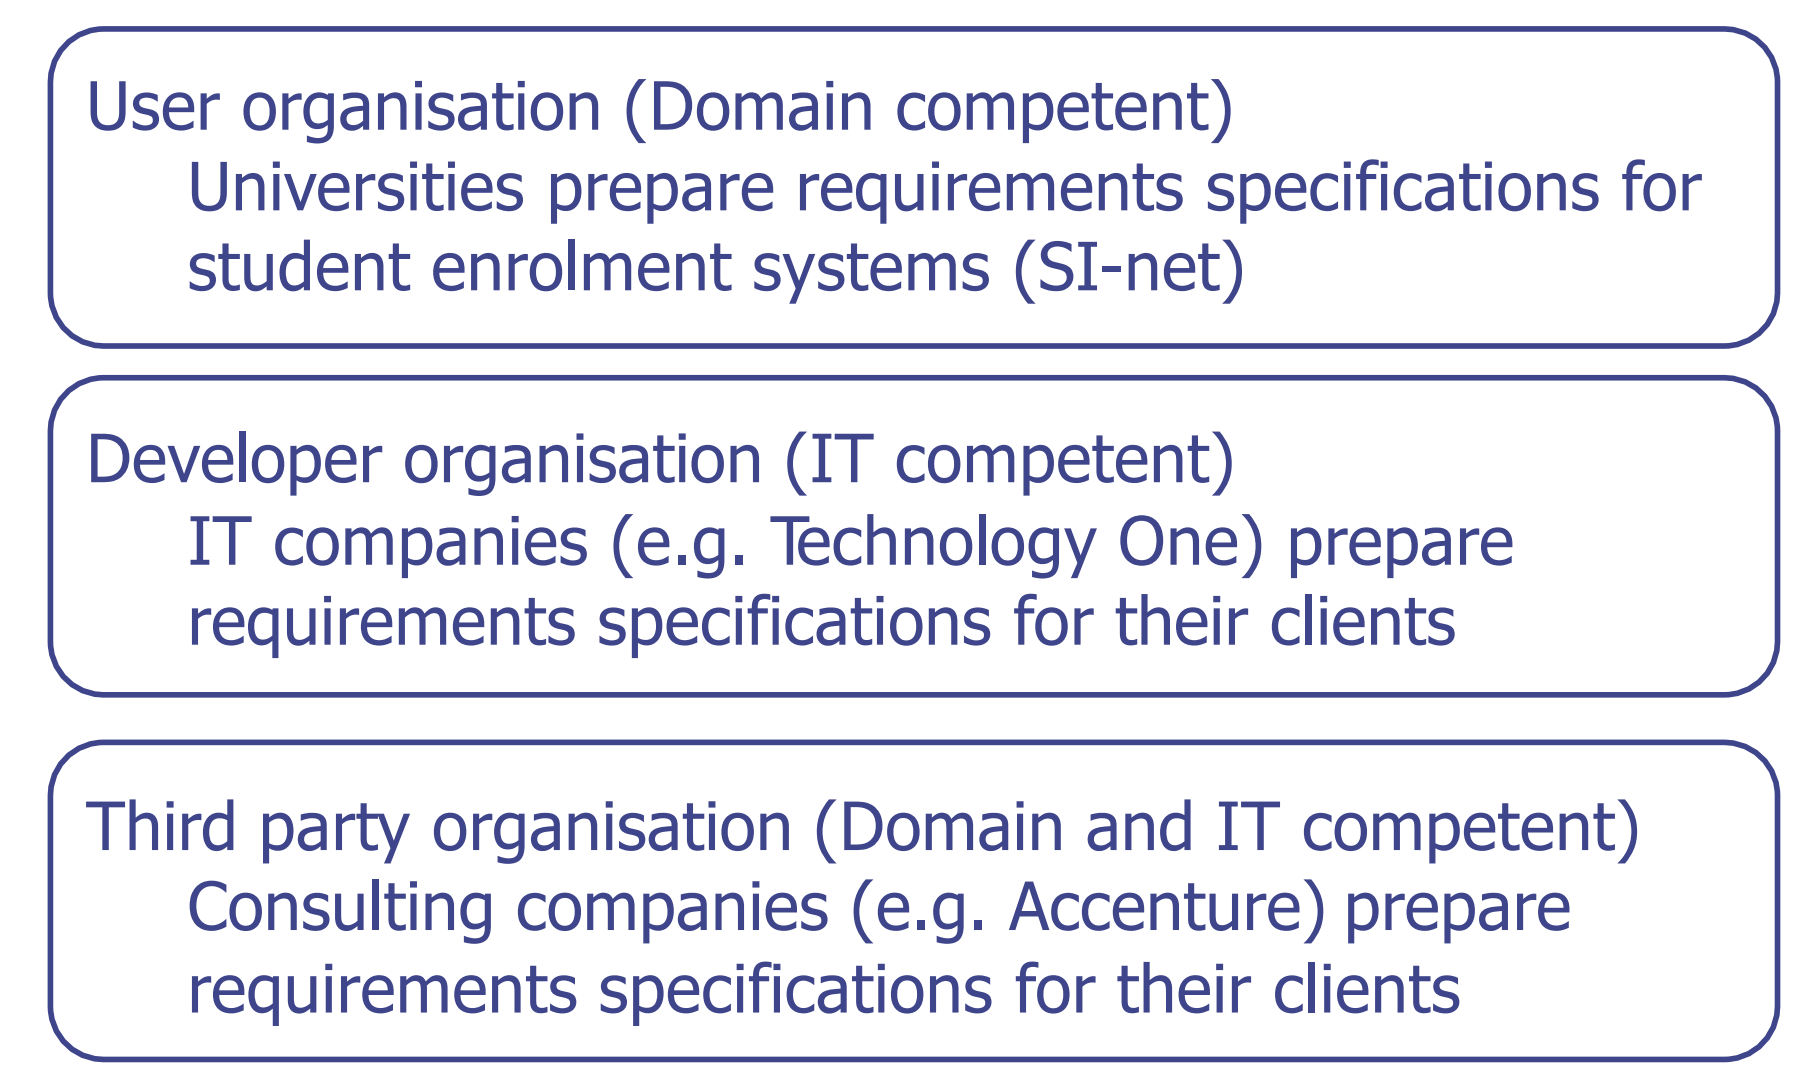 User organisation (Domain competent)
Universities prepare requirements specifications for
student enrolment systems (SI-net)
Developer organisation (IT competent)
IT companies (e.g. Technology One) prepare
requirements specifications for their clients
Third party organisation (Domain and IT competent)
Consulting companies (e.g. Accenture) prepare
requirements specifications for their clients